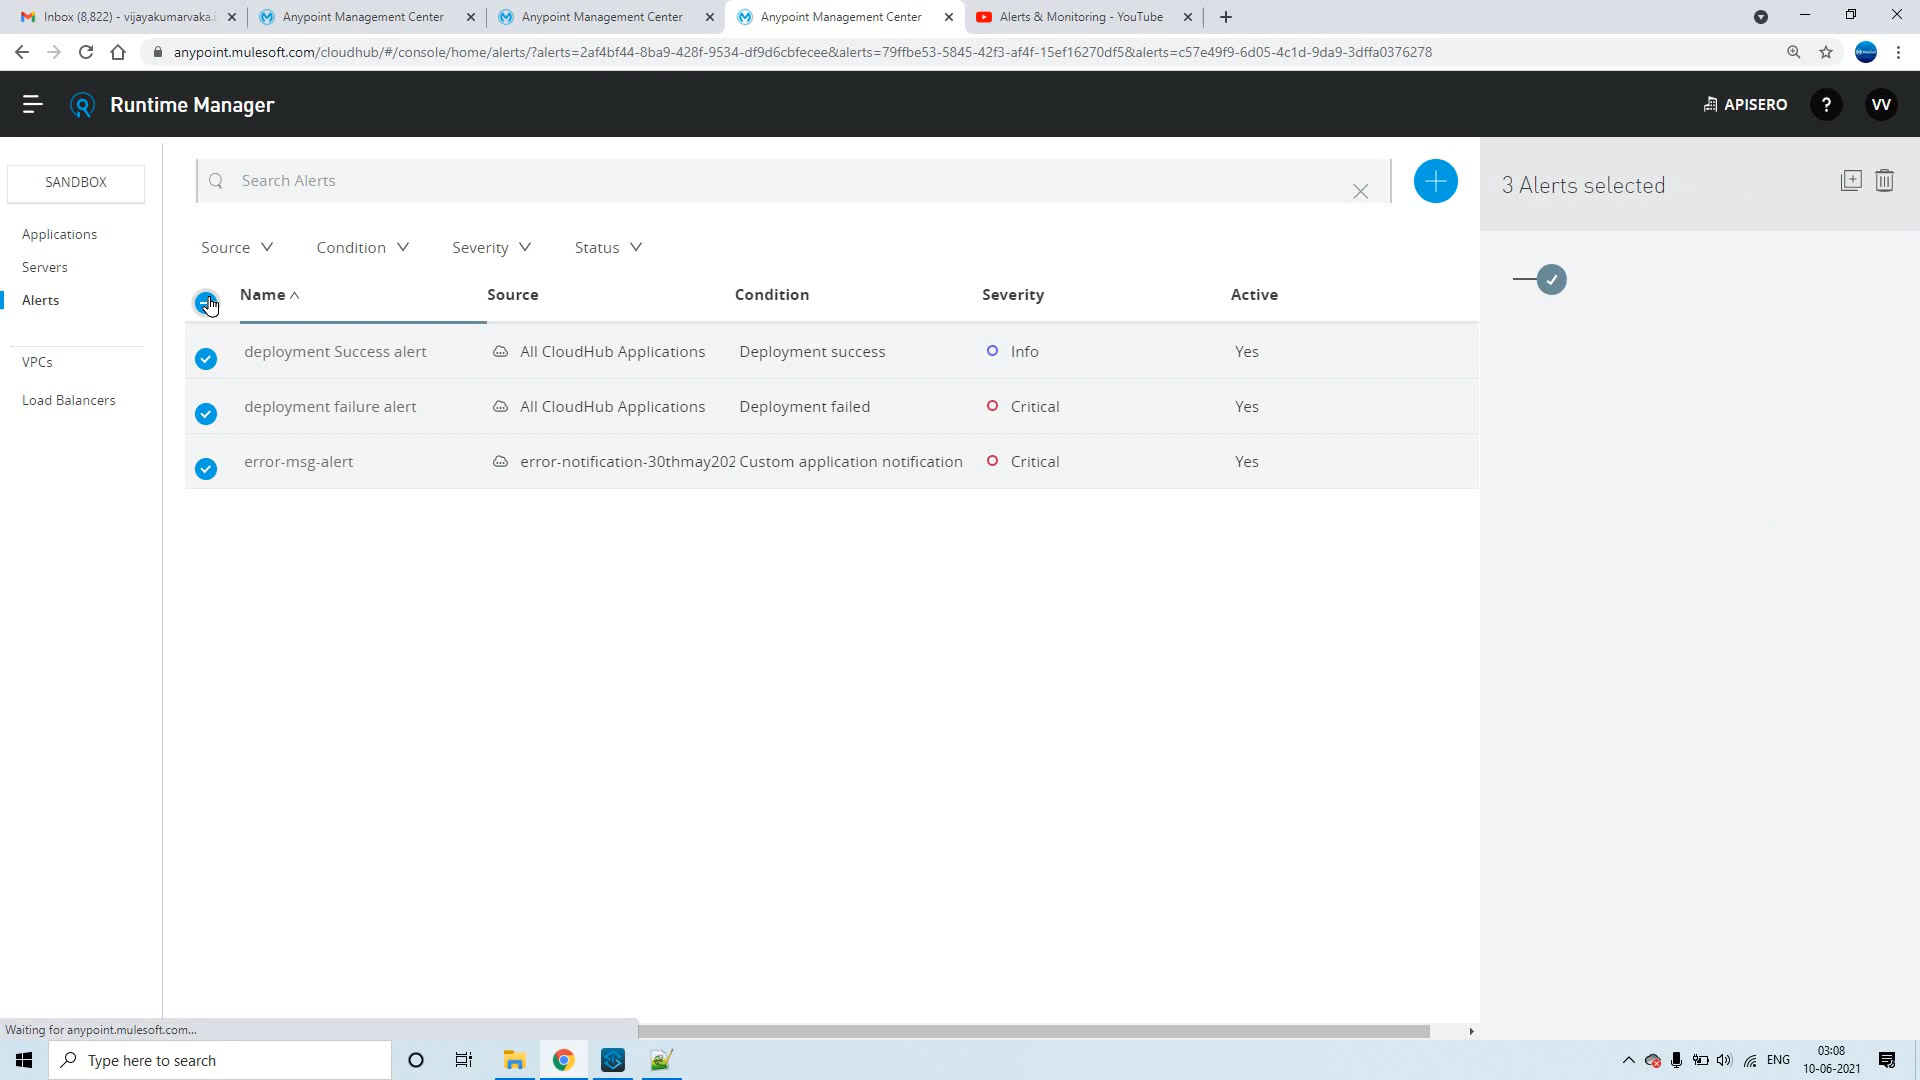 Inbox (8,822) - vijayakumarvaka.i
Anypoint Management Center
Anypoint Management Center
Anypoint Management Center
Alerts & Monitoring - YouTube
anypoint.mulesoft.com/cloudhub/#/console/home/alerts/?alerts=2af4bf44-8ba9-428f-9534-df9d6cbfecee&alerts=79ffbe53-5845-42f3-af4f-15ef16270df5&alerts=c57e49f9-6d05-4c1d-9da9-3dffa0376278
Runtime Manager
APISERO
?
VV
SANDBOX
Applications
Servers
Alerts
VPCs
Load Balancers
Search Alerts
3 Alerts selected
Source
Condition
Severity
Status
Name Source Condition Severity Active
deployment Success alert All CloudHub Applications Deployment success Info Yes
deployment failure alert All CloudHub Applications Deployment failed Critical Yes
error-msg-alert error-notification-30thmay202 Custom application notification Critical Yes
Waiting for anypoint.mulesoft.com...
Type here to search
ENG
03:08
10-06-2021